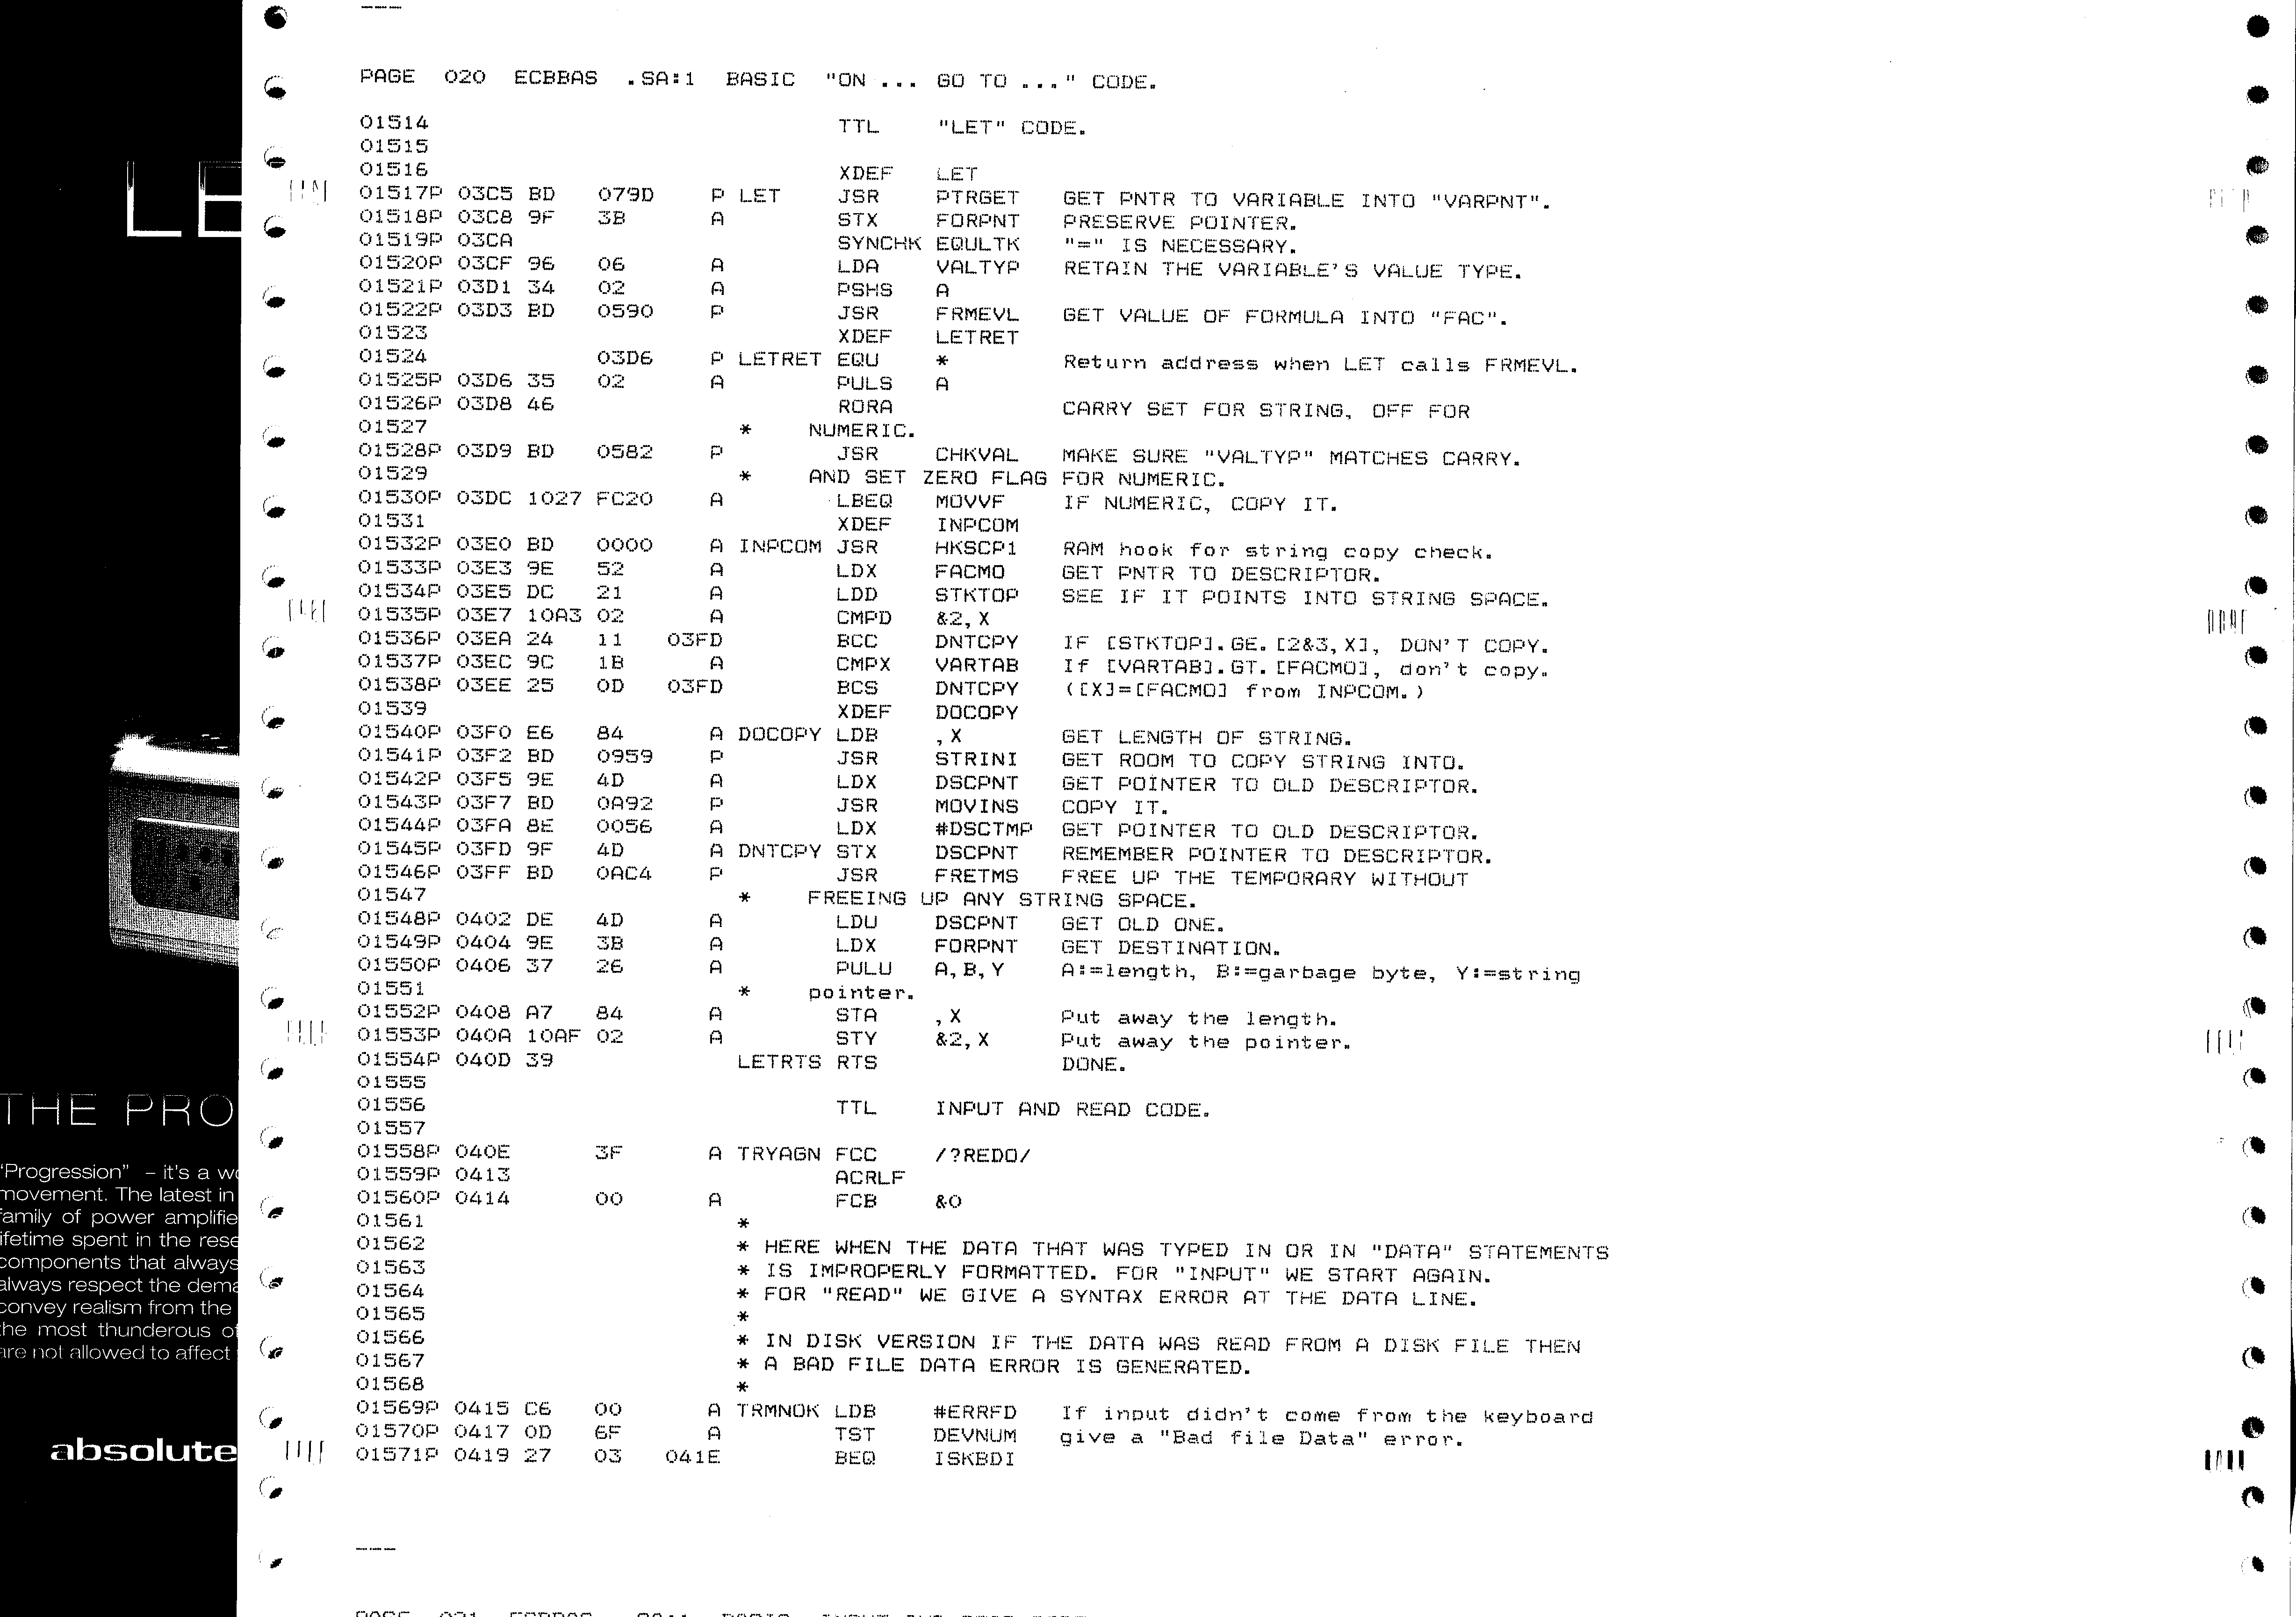 PAGE 020 ECBBAS .SA:1 BASIC "ON ... GO TO ..." CODE.
01514 TTL "LET" CODE.
01515
01516 XDEF LET
01517P 03C5 BD 079D P LET JSR PTRGET GET PNTR TO VARIABLE INTO "VARPNT".
01518P 03C8 9F 3B A STX FORPNT PRESERVE POINTER.
01519P 03CA SYNCHK EQULTK "=" IS NECESSARY.
01520P 03CF 96 06 A LDA VALTYP RETAIN THE VARIABLE'S VALUE TYPE.
01521P 03D1 34 02 A PSHS A
01522P 03D3 BD 0590 P JSR FRMEVL GET VALUE OF FORMULA INTO "FAC".
01523 XDEF LETRET
01524 03D6 P LETRET EQU * Return address when LET calls FRMEVL.
01525P 03D6 35 02 A PULS A
01526P 03D8 46 RORA CARRY SET FOR STRING, OFF FOR
01527 * NUMERIC.
01528P 03D9 BD 0582 P JSR CHKVAL MAKE SURE "VALTYP" MATCHES CARRY.
01529 * AND SET ZERO FLAG FOR NUMERIC.
01530P 03DC 1027 FC20 A LBEQ MOVVF IF NUMERIC, COPY IT.
01531 XDEF INPCOM
01532P 03E0 BD 0000 A INPCOM JSR HKSCP1 RAM hook for string copy check.
01533P 03E3 9E 52 A LDX FACMO GET PNTR TO DESCRIPTOR.
01534P 03E5 DC 21 A LDD STKTOP SEE IF IT POINTS INTO STRING SPACE.
01535P 03E7 10A3 02 A CMPD &2,X
01536P 03EA 24 11 03FD BCC DNTCPY IF [STKTOP].GE.[2&3,X], DON'T COPY.
01537P 03EC 9C 1B A CMPX VARTAB If [VARTAB].GT.[FACMO], don't copy.
01538P 03EE 25 0D 03FD BCS DNTCPY ([X]=[FACMO] from INPCOM.)
01539 XDEF DOCOPY
01540P 03F0 E6 84 A DOCOPY LDB ,X GET LENGTH OF STRING.
01541P 03F2 BD 0959 P JSR STRINI GET ROOM TO COPY STRING INTO.
01542P 03F5 9E 4D A LDX DSCPNT GET POINTER TO OLD DESCRIPTOR.
01543P 03F7 BD 0A92 P JSR MOVINS COPY IT.
01544P 03FA 8E 0056 A LDX #DSCTMP GET POINTER TO OLD DESCRIPTOR.
01545P 03FD 9F 4D A DNTCPY STX DSCPNT REMEMBER POINTER TO DESCRIPTOR.
01546P 03FF BD 0AC4 P JSR FRETMS FREE UP THE TEMPORARY WITHOUT
01547 * FREEING UP ANY STRING SPACE.
01548P 0402 DE 4D A LDU DSCPNT GET OLD ONE.
01549P 0404 9E 3B A LDX FORPNT GET DESTINATION.
01550P 0406 37 26 A PULU A,B,Y A:=length, B:=garbage byte, Y:=string
01551 * pointer.
01552P 0408 A7 84 A STA ,X Put away the length.
01553P 040A 10AF 02 A STY &2,X Put away the pointer.
01554P 040D 39 LETRTS RTS DONE.
01555
01556 TTL INPUT AND READ CODE.
01557
01558P 040E 3F A TRYAGN FCC /?REDO/
01559P 0413 ACRLF
01560P 0414 00 A FCB &0
01561 *
01562 * HERE WHEN THE DATA THAT WAS TYPED IN OR IN "DATA" STATEMENTS
01563 * IS IMPROPERLY FORMATTED. FOR "INPUT" WE START AGAIN.
01564 * FOR "READ" WE GIVE A SYNTAX ERROR AT THE DATA LINE.
01565 *
01566 * IN DISK VERSION IF THE DATA WAS READ FROM A DISK FILE THEN
01567 * A BAD FILE DATA ERROR IS GENERATED.
01568 *
01569P 0415 C6 00 A TRMNOK LDB #ERRFD If input didn't come from the keyboard
01570P 0417 0D 6F A TST DEVNUM give a "Bad file Data" error.
01571P 0419 27 03 041E BEQ ISKBDI
LE
THE PRO
"Progression" – it's a wo
movement. The latest in
family of power amplifie
lifetime spent in the rese
components that always
always respect the dema
convey realism from the
the most thunderous of
are not allowed to affect
absolute